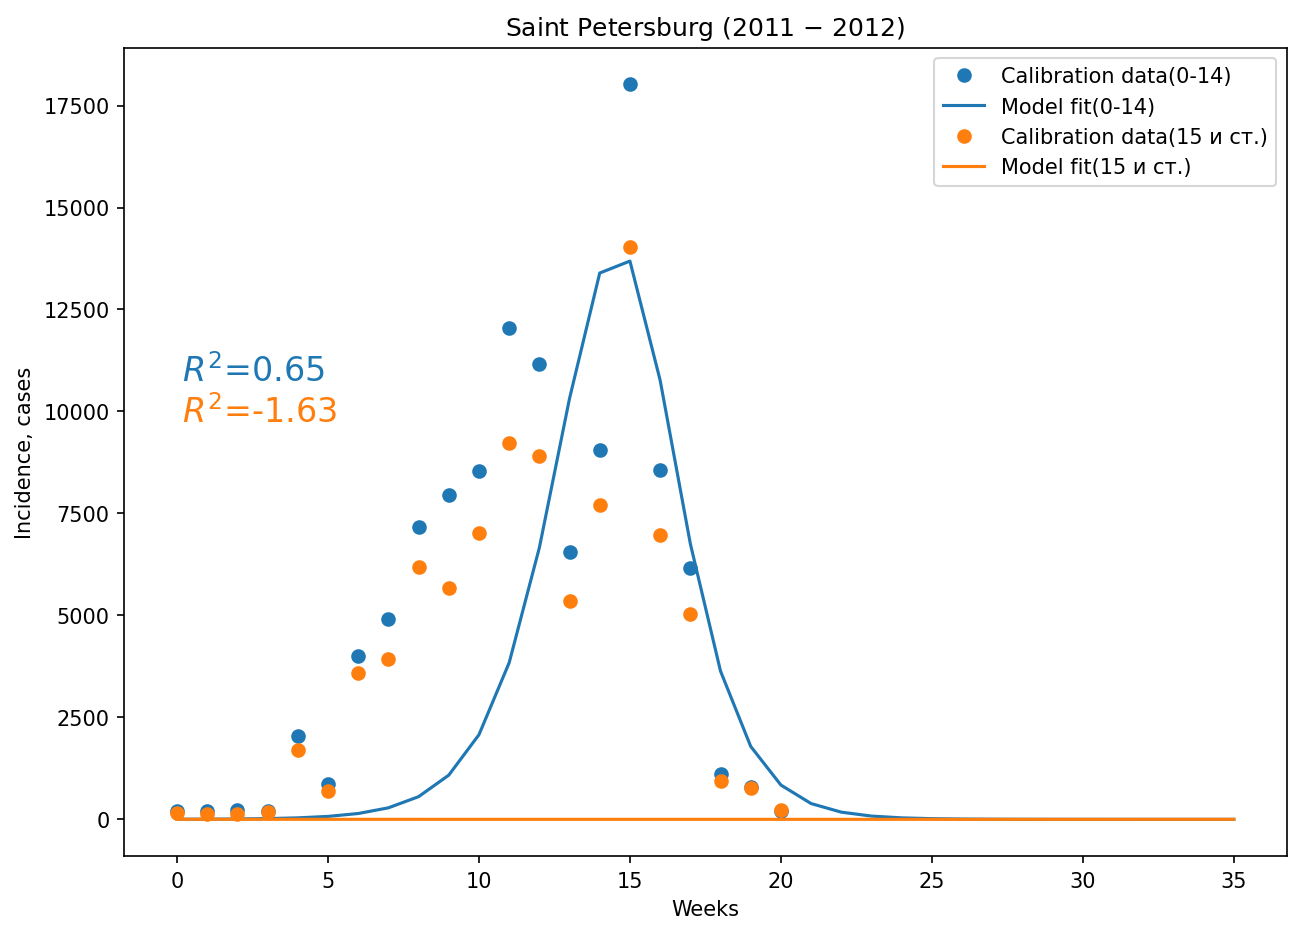 Saint Petersburg (2011 − 2012)
Calibration data(0-14)
Model fit(0-14)
Calibration data(15 и ст.)
Model fit(15 и ст.)
R²=0.65
R²=-1.63
Incidence, cases
17500
15000
12500
10000
7500
5000
2500
0
0 5 10 15 20 25 30 35
Weeks